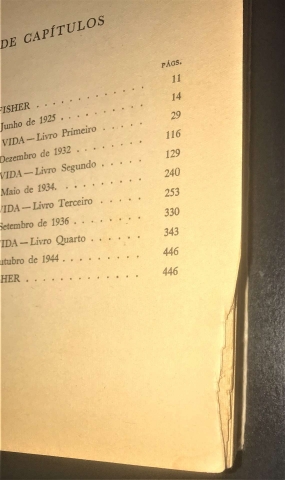 DE CAPÍTULOS
PÁGS.
FISHER . . . . . . . . . . . 11
Junho de 1925 . . . . . . . . . 14
VIDA — Livro Primeiro . . . . . 29
Dezembro de 1932 . . . . . . . 116
VIDA — Livro Segundo . . . . . 129
Maio de 1934. . . . . . . . . . 240
VIDA — Livro Terceiro . . . . . 253
Setembro de 1936 . . . . . . . 330
VIDA — Livro Quarto . . . . . . 343
utubro de 1944 . . . . . . . . 446
HER . . . . . . . . . . . . 446